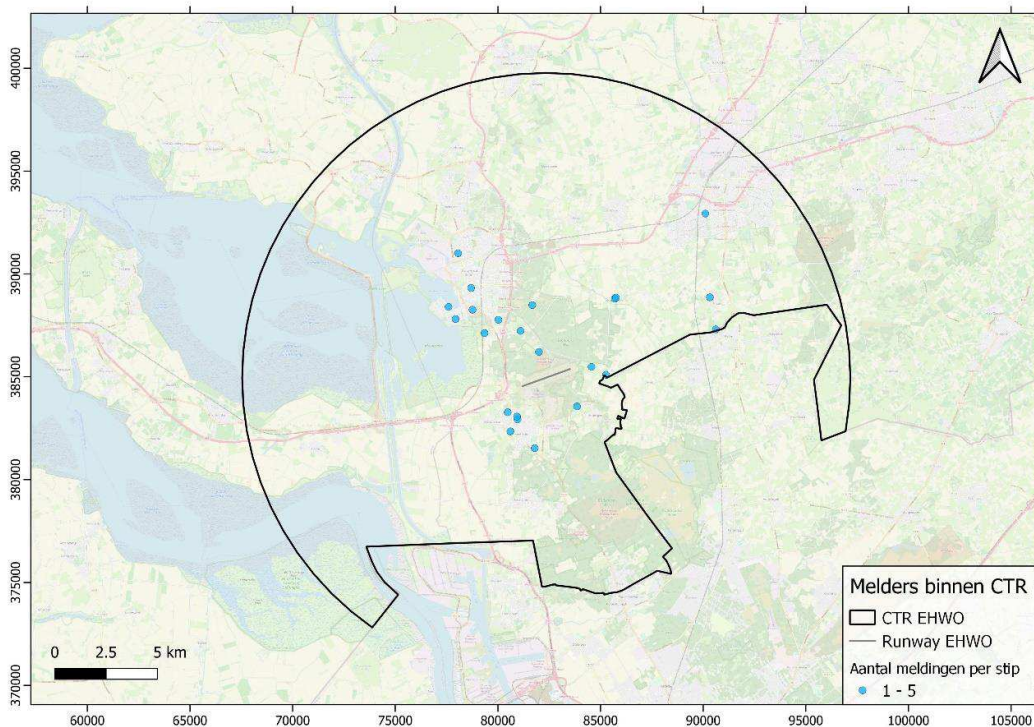 400000
395000
390000
385000
380000
375000
370000
0 2.5 5 km
Melders binnen CTR
CTR EHWO
Runway EHWO
Aantal meldingen per stip
1 - 5
60000 65000 70000 75000 80000 85000 90000 95000 100000 105000